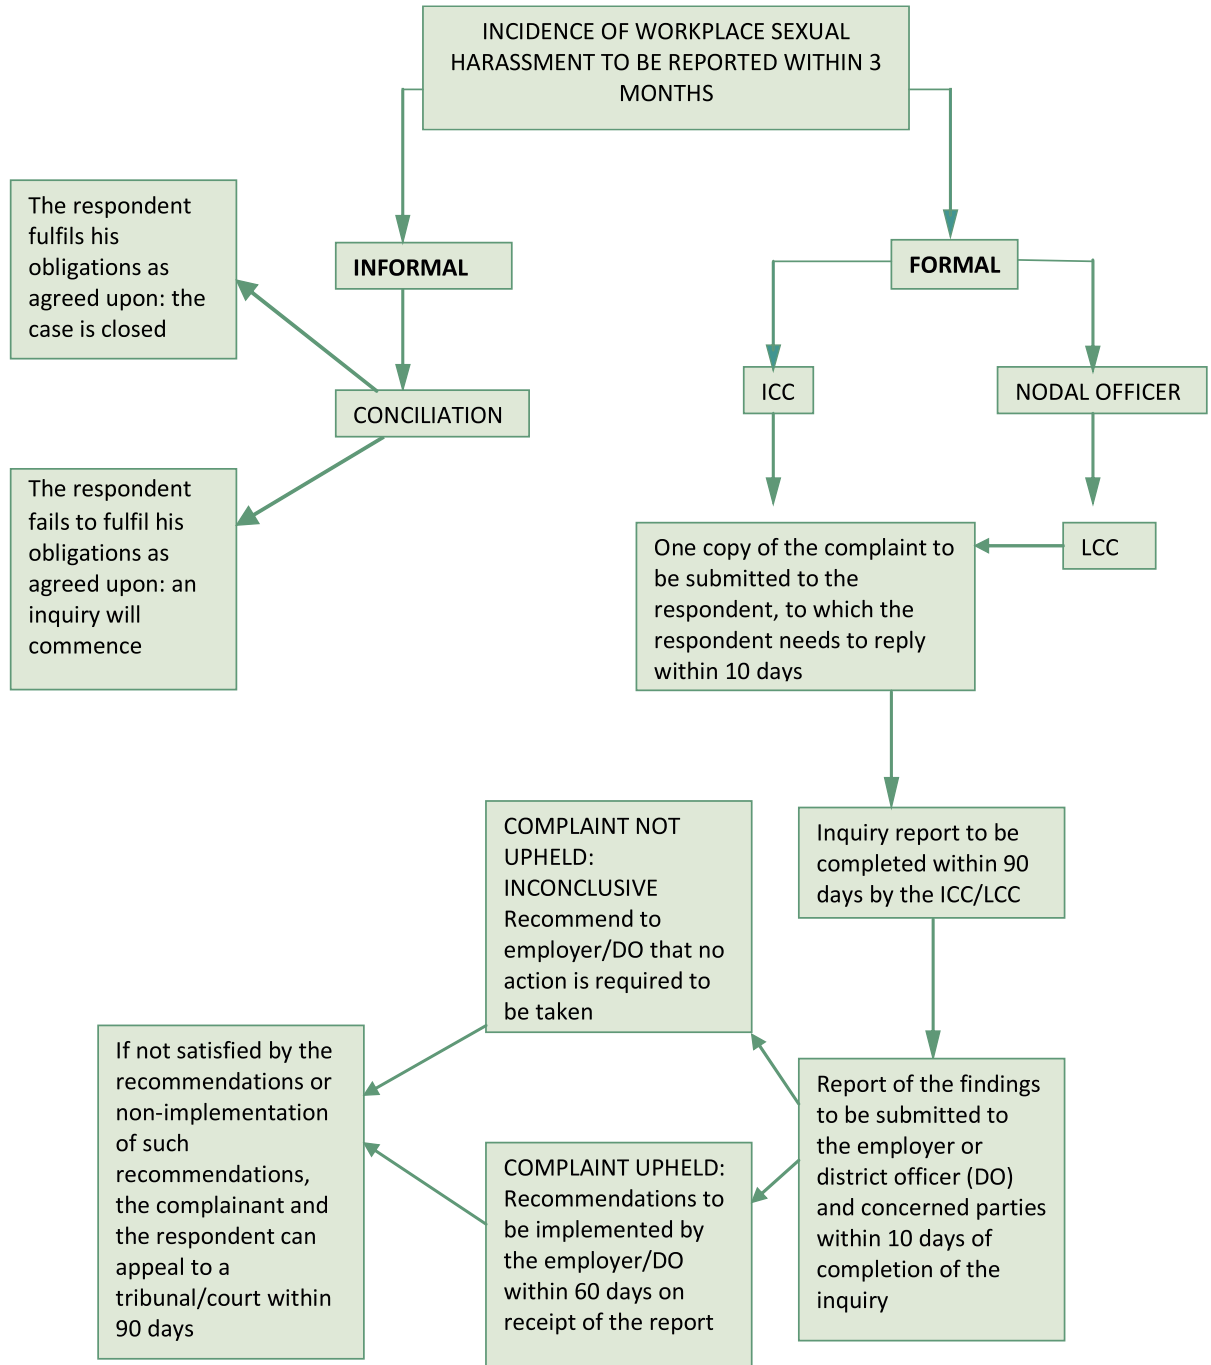 INCIDENCE OF WORKPLACE SEXUAL
HARASSMENT TO BE REPORTED WITHIN 3
MONTHS
The respondent
fulfils his
obligations as
agreed upon: the
case is closed
INFORMAL
FORMAL
CONCILIATION
ICC
NODAL OFFICER
The respondent
fails to fulfil his
obligations as
agreed upon: an
inquiry will
commence
One copy of the complaint to
be submitted to the
respondent, to which the
respondent needs to reply
within 10 days
LCC
Inquiry report to be
completed within 90
days by the ICC/LCC
COMPLAINT NOT
UPHELD:
INCONCLUSIVE
Recommend to
employer/DO that no
action is required to
be taken
Report of the findings
to be submitted to
the employer or
district officer (DO)
and concerned parties
within 10 days of
completion of the
inquiry
COMPLAINT UPHELD:
Recommendations to
be implemented by
the employer/DO
within 60 days on
receipt of the report
If not satisfied by the
recommendations or
non-implementation
of such
recommendations,
the complainant and
the respondent can
appeal to a
tribunal/court within
90 days